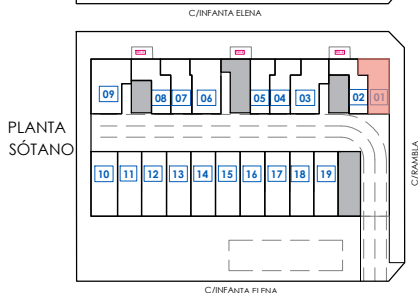 C/INFANTA ELENA
09 08 07 06 05 04 03 02 01
PLANTA
SÓTANO
10 11 12 13 14 15 16 17 18 19
C/RAMBLA
C/INFANTA ELENA